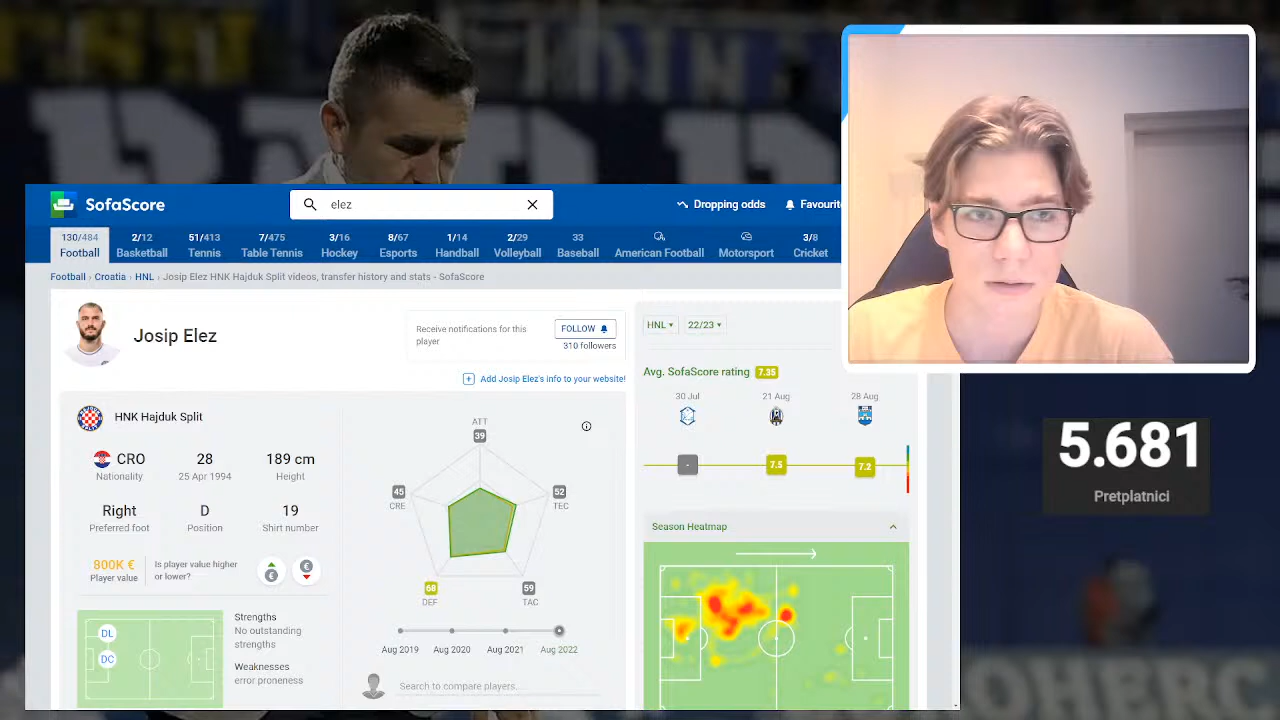 SofaScore
elez
Dropping odds
Favourite
130/484
Football
2/12
Basketball
51/413
Tennis
7/475
Table Tennis
3/16
Hockey
8/67
Esports
1/14
Handball
2/29
Volleyball
33
Baseball
American Football
Motorsport
3/8
Cricket
Football › Croatia › HNL › Josip Elez HNK Hajduk Split videos, transfer history and stats - SofaScore
Josip Elez
Receive notifications for this
player
FOLLOW
310 followers
Add Josip Elez's info to your website!
HNK Hajduk Split
CRO
Nationality
28
25 Apr 1994
189 cm
Height
Right
Preferred foot
D
Position
19
Shirt number
800K €
Player value
Is player value higher
or lower?
€
€
DL
DC
Strengths
No outstanding
strengths
Weaknesses
error proneness
ATT
39
45
CRE
52
TEC
68
DEF
59
TAC
Aug 2019
Aug 2020
Aug 2021
Aug 2022
Search to compare players...
HNL
22/23
Avg. SofaScore rating
7.35
30 Jul
21 Aug
28 Aug
-
7.5
7.2
Season Heatmap
5.681
Pretplatnici